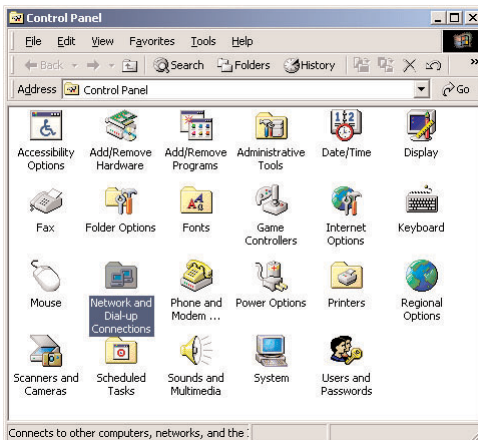 Control Panel
File Edit View Favorites Tools Help
Back Search Folders History »
Address Control Panel Go
Accessibility Options Add/Remove Hardware Add/Remove Programs Administrative Tools Date/Time Display
Fax Folder Options Fonts Game Controllers Internet Options Keyboard
Mouse Network and Dial-up Connections Phone and Modem ... Power Options Printers Regional Options
Scanners and Cameras Scheduled Tasks Sounds and Multimedia System Users and Passwords
Connects to other computers, networks, and the :